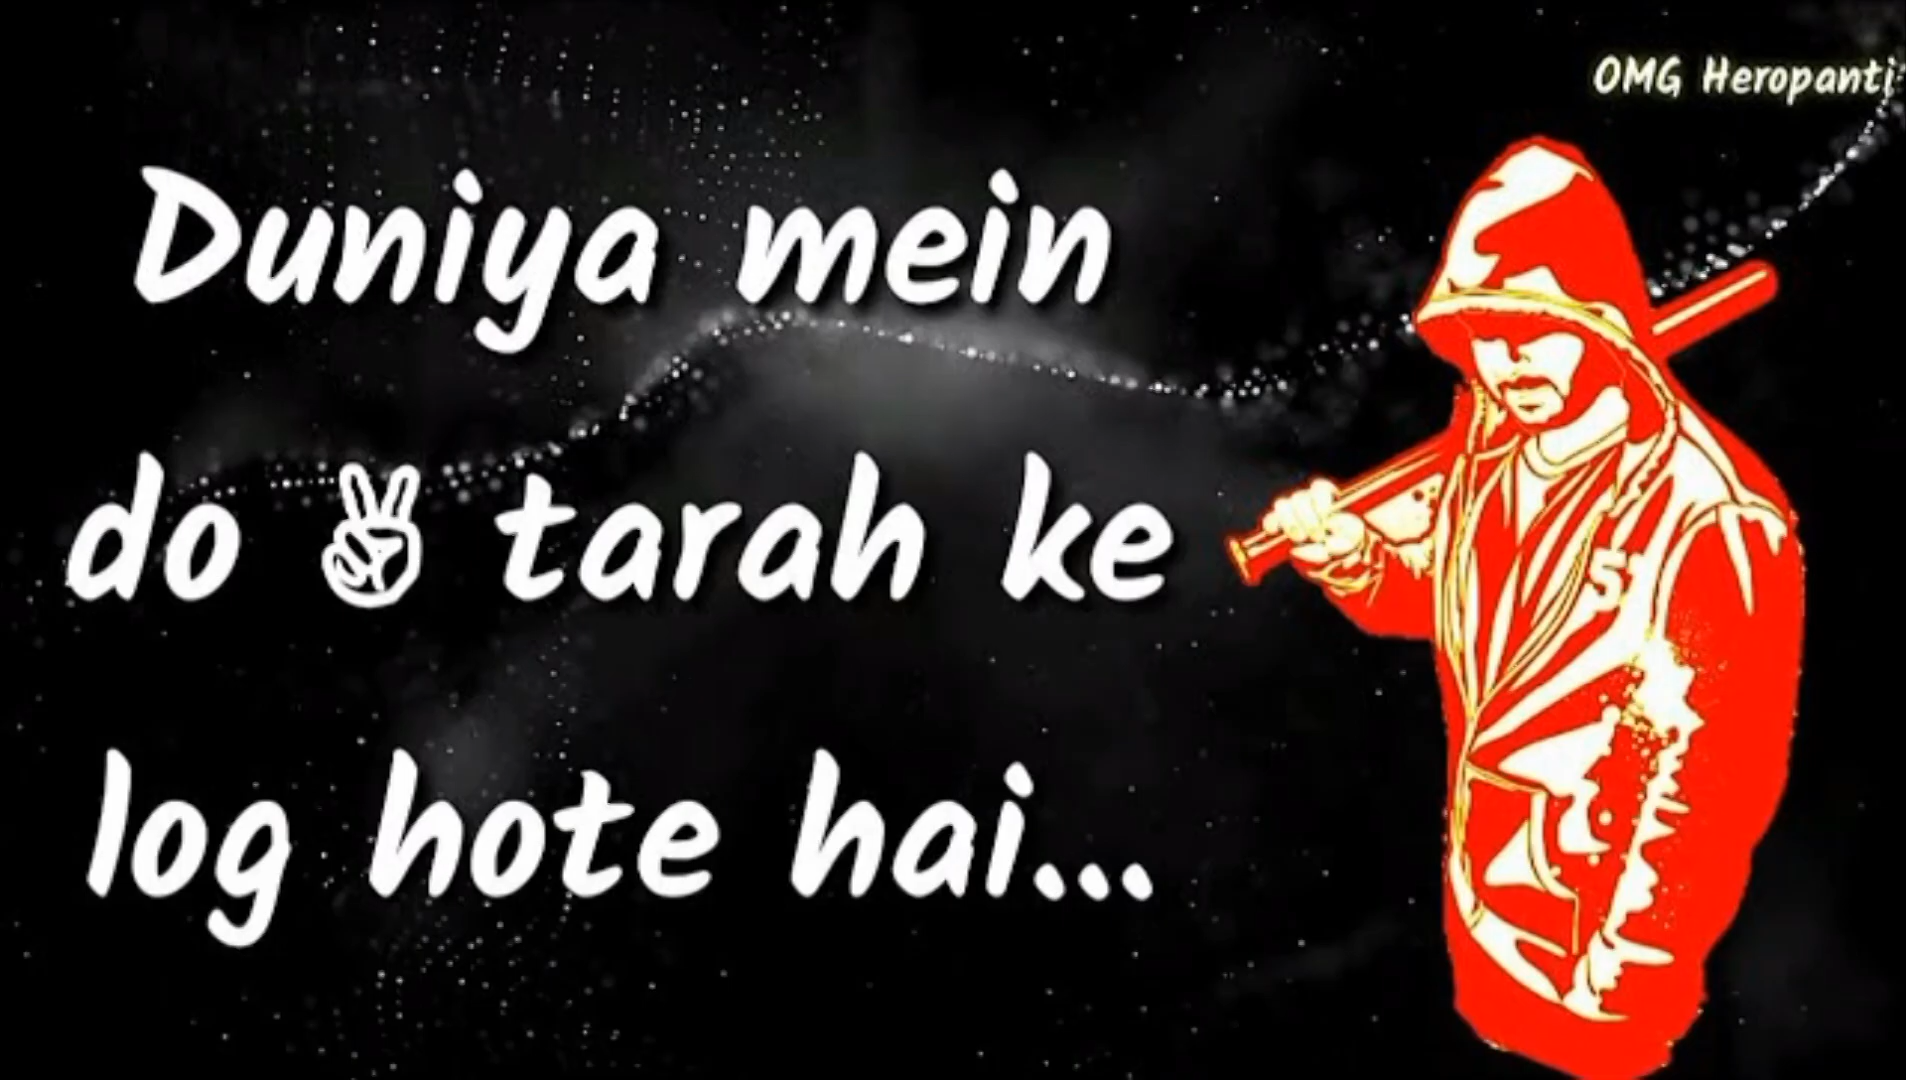 OMG Heropanti
Duniya mein
do ✌ tarah ke
log hote hai...